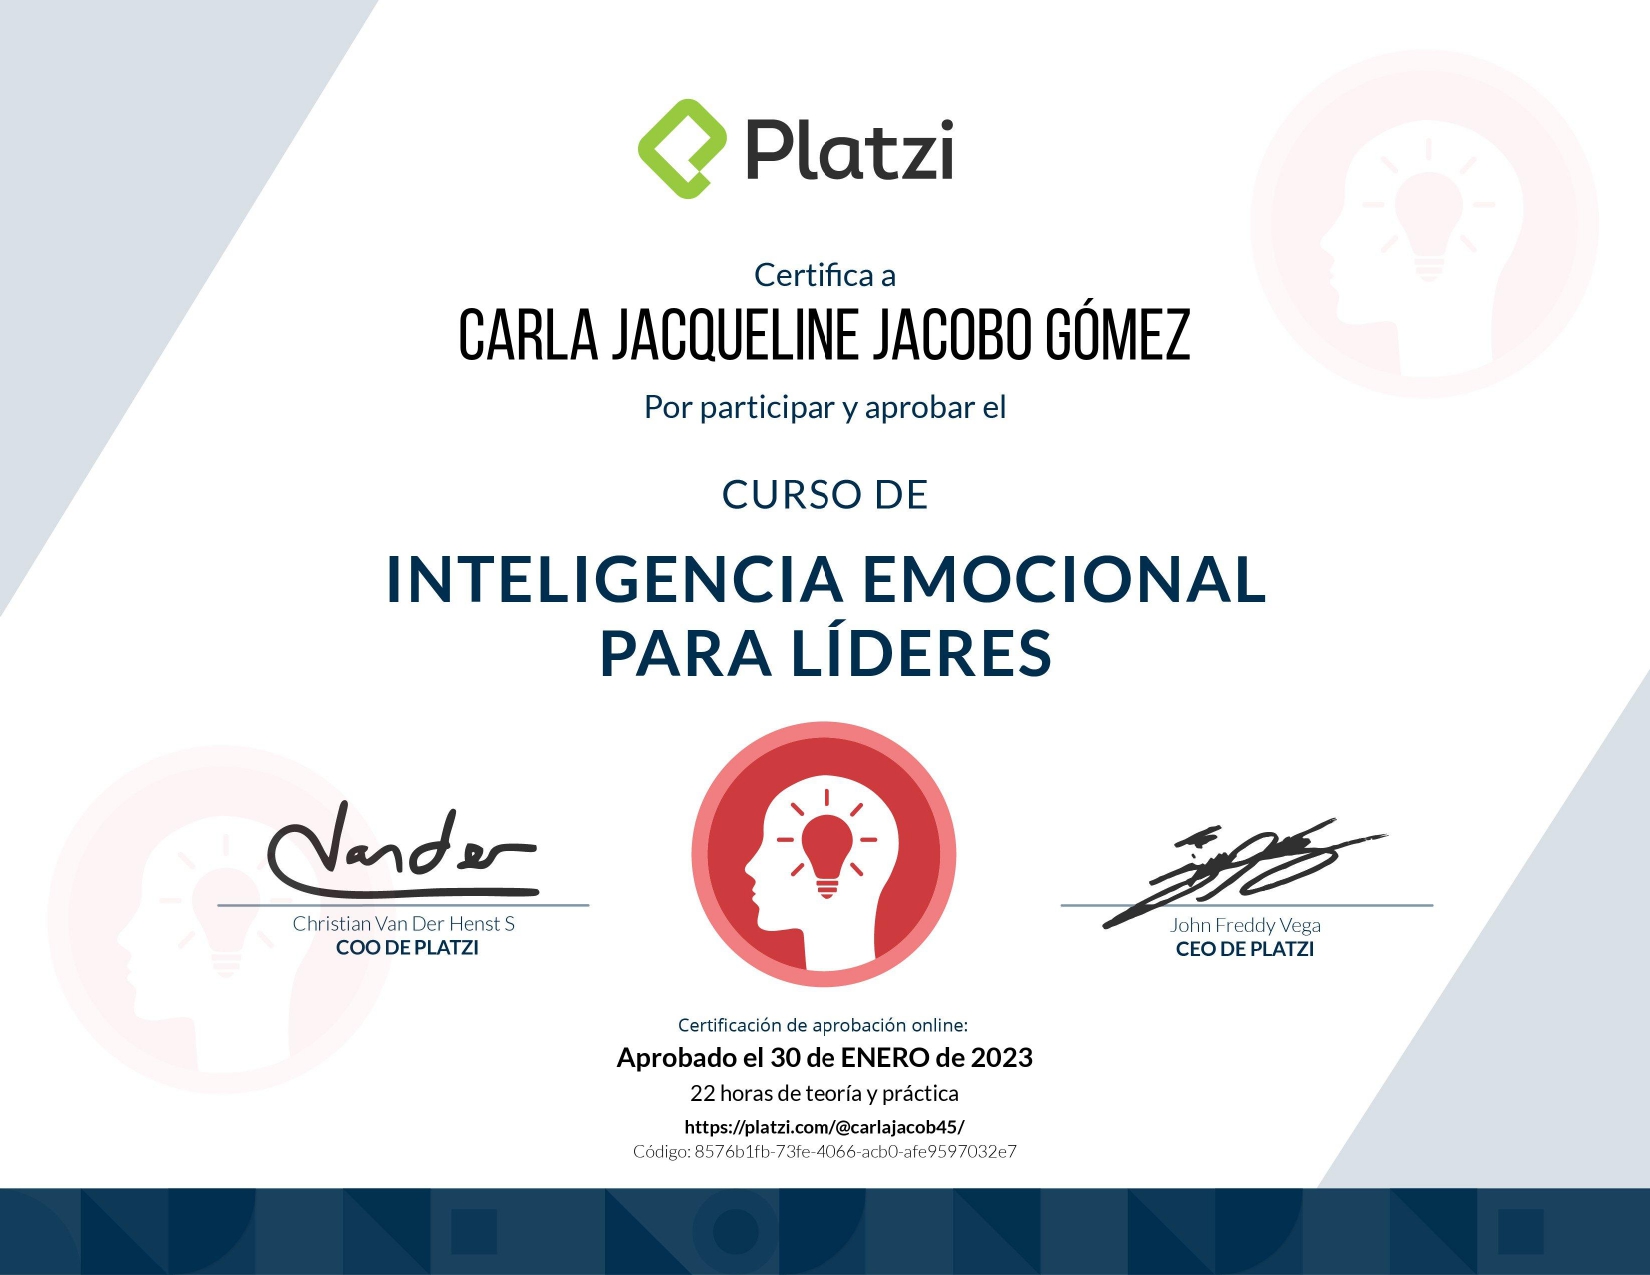 Platzi
Certifica a
CARLA JACQUELINE JACOBO GÓMEZ
Por participar y aprobar el
CURSO DE
INTELIGENCIA EMOCIONAL
PARA LÍDERES
Vander
Christian Van Der Henst S
COO DE PLATZI
John Freddy Vega
CEO DE PLATZI
Certificación de aprobación online:
Aprobado el 30 de ENERO de 2023
22 horas de teoría y práctica
https://platzi.com/@carlajacob45/
Código: 8576b1fb-73fe-4066-acb0-afe9597032e7